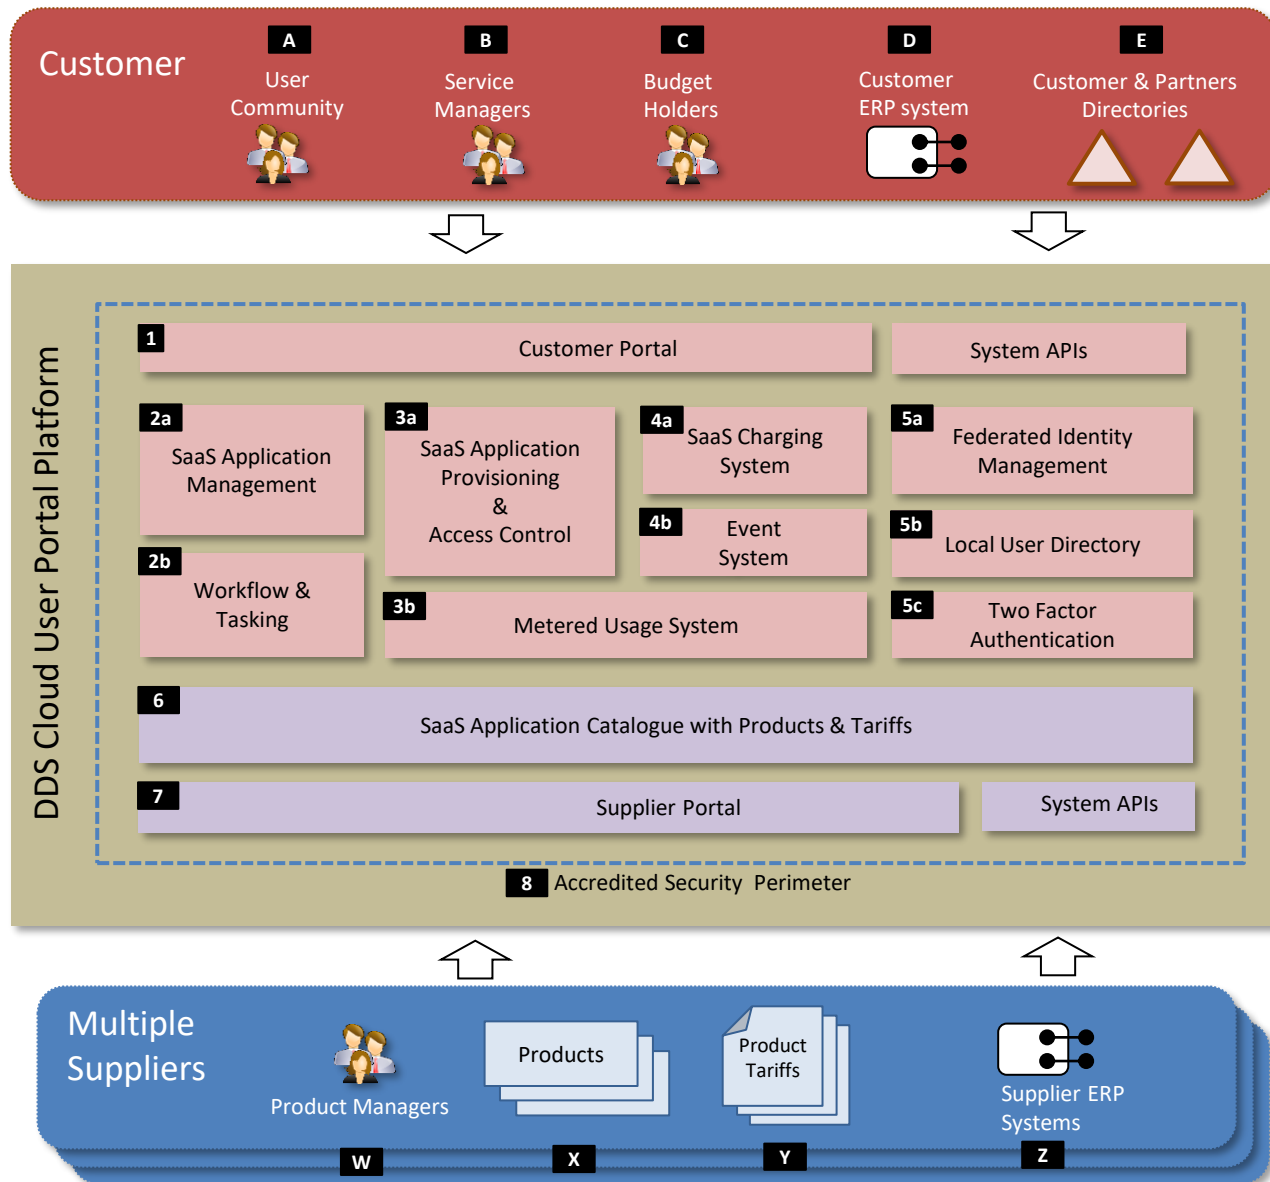 Customer
A
User
Community
B
Service
Managers
C
Budget
Holders
D
Customer
ERP system
E
Customer & Partners
Directories
DDS Cloud User Portal Platform
1
Customer Portal
System APIs
2a
SaaS Application
Management
3a
SaaS Application
Provisioning
&
Access Control
4a
SaaS Charging
System
5a
Federated Identity
Management
4b
Event
System
5b
Local User Directory
2b
Workflow &
Tasking
3b
Metered Usage System
5c
Two Factor
Authentication
6
SaaS Application Catalogue with Products & Tariffs
7
Supplier Portal
System APIs
8 Accredited Security Perimeter
Multiple
Suppliers
Product Managers
W
Products
X
Product
Tariffs
Y
Supplier ERP
Systems
Z